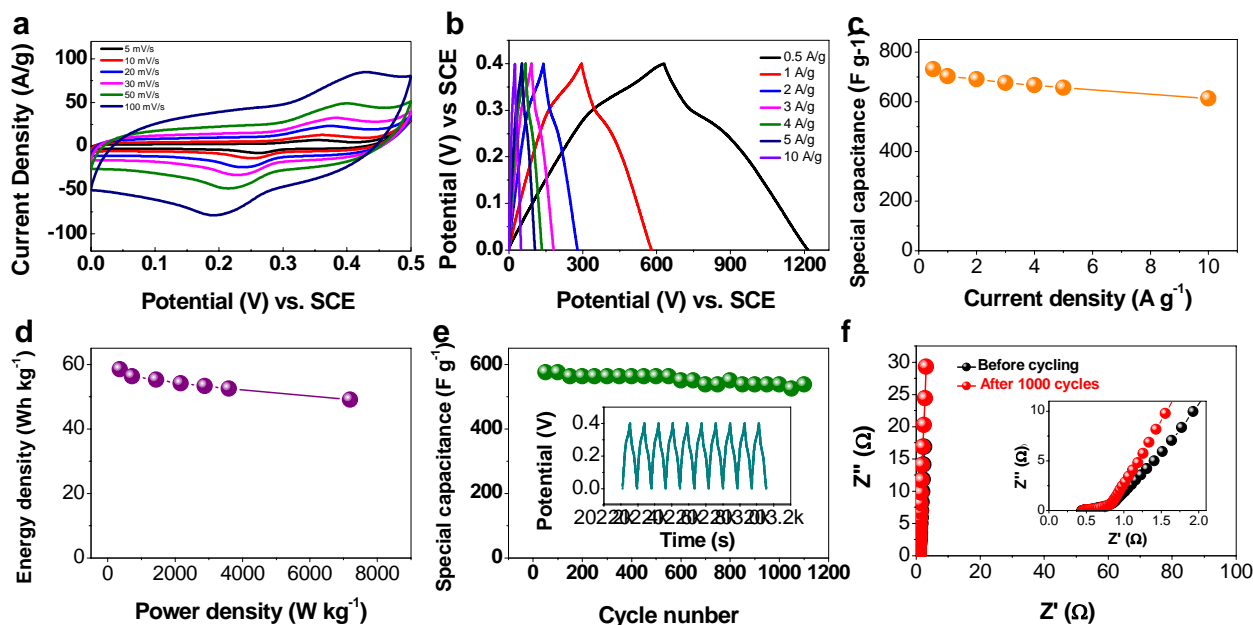 a
Current Density (A/g)
100
50
0
-50
-100
5 mV/s
10 mV/s
20 mV/s
30 mV/s
50 mV/s
100 mV/s
0.0 0.1 0.2 0.3 0.4 0.5
Potential (V) vs. SCE
b
Potential (V) vs SCE
0.4
0.3
0.2
0.1
0.0
0.5 A/g
1 A/g
2 A/g
3 A/g
4 A/g
5 A/g
10 A/g
0 300 600 900 1200
Potential (V) vs. SCE
c
Special capacitance (F g-1)
800
600
400
200
0
0 2 4 6 8 10
Current density (A g⁻¹)
d
Energy density (Wh kg⁻¹)
60
40
20
0
0 2000 4000 6000 8000
Power density (W kg⁻¹)
e
Special capacitance (F g⁻¹)
600
400
200
0
Potential (V)
0.4
0.2
0.0
Time (s)
0 200 400 600 800 1000 1200
Cycle number
f
Z'' (Ω)
30
25
20
15
10
5
0
Before cycling
After 1000 cycles
Z'' (Ω)
10
5
0
0.0 0.5 1.0 1.5 2.0
Z' (Ω)
0 20 40 60 80 100
Z' (Ω)